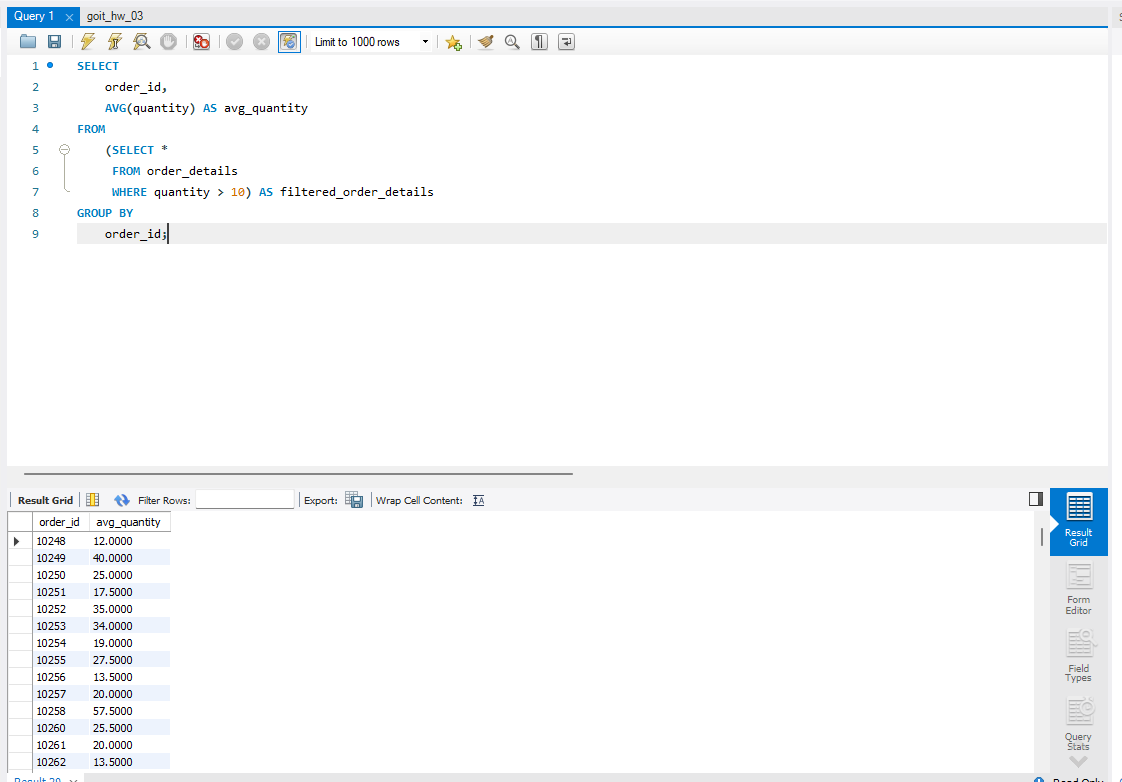 Query 1 goit_hw_03
Limit to 1000 rows
1 SELECT
2 order_id,
3 AVG(quantity) AS avg_quantity
4 FROM
5 (SELECT *
6 FROM order_details
7 WHERE quantity > 10) AS filtered_order_details
8 GROUP BY
9 order_id;
Result Grid Filter Rows: Export: Wrap Cell Content:
order_id avg_quantity
10248 12.0000
10249 40.0000
10250 25.0000
10251 17.5000
10252 35.0000
10253 34.0000
10254 19.0000
10255 27.5000
10256 13.5000
10257 20.0000
10258 57.5000
10260 25.5000
10261 20.0000
10262 13.5000
Result
Grid
Form
Editor
Field
Types
Query
Stats
Read Only